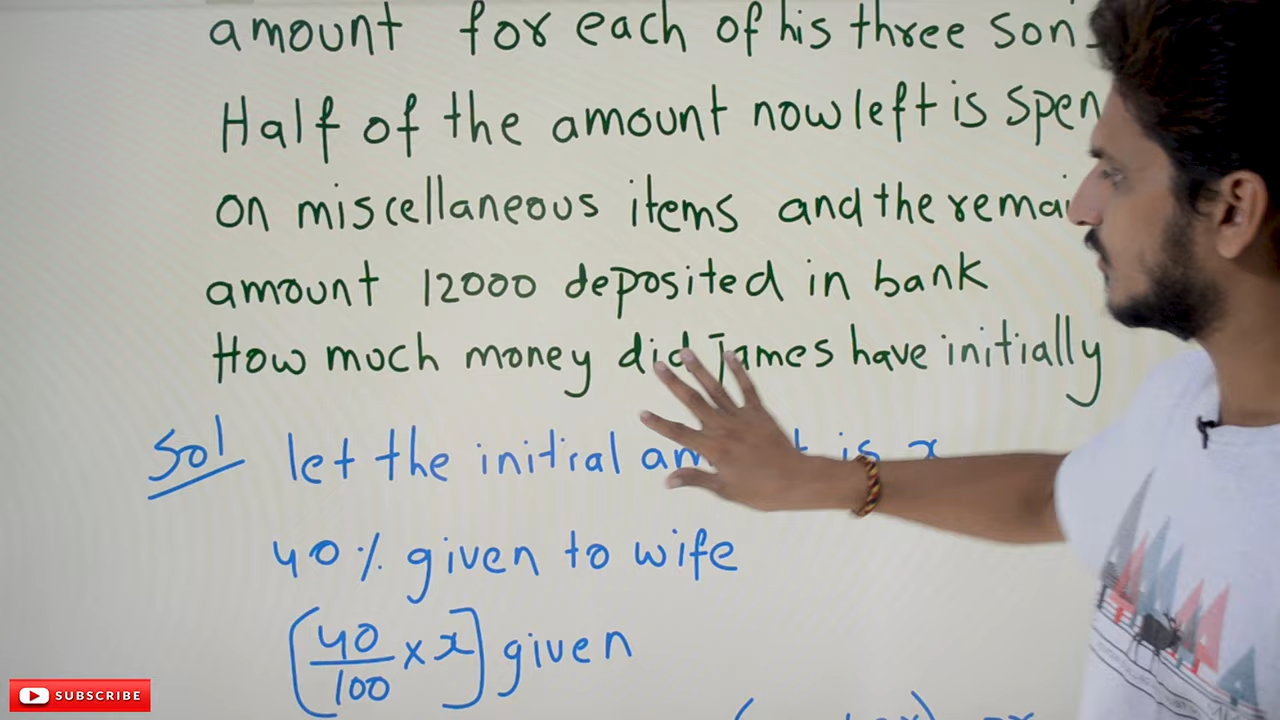 amount for each of his three son's
Half of the amount now left is spen
on miscellaneous items and the remai
amount 12000 deposited in bank
How much money did james have initially
Sol let the initial am is x
40% given to wife
[40/100 × x] given
SUBSCRIBE